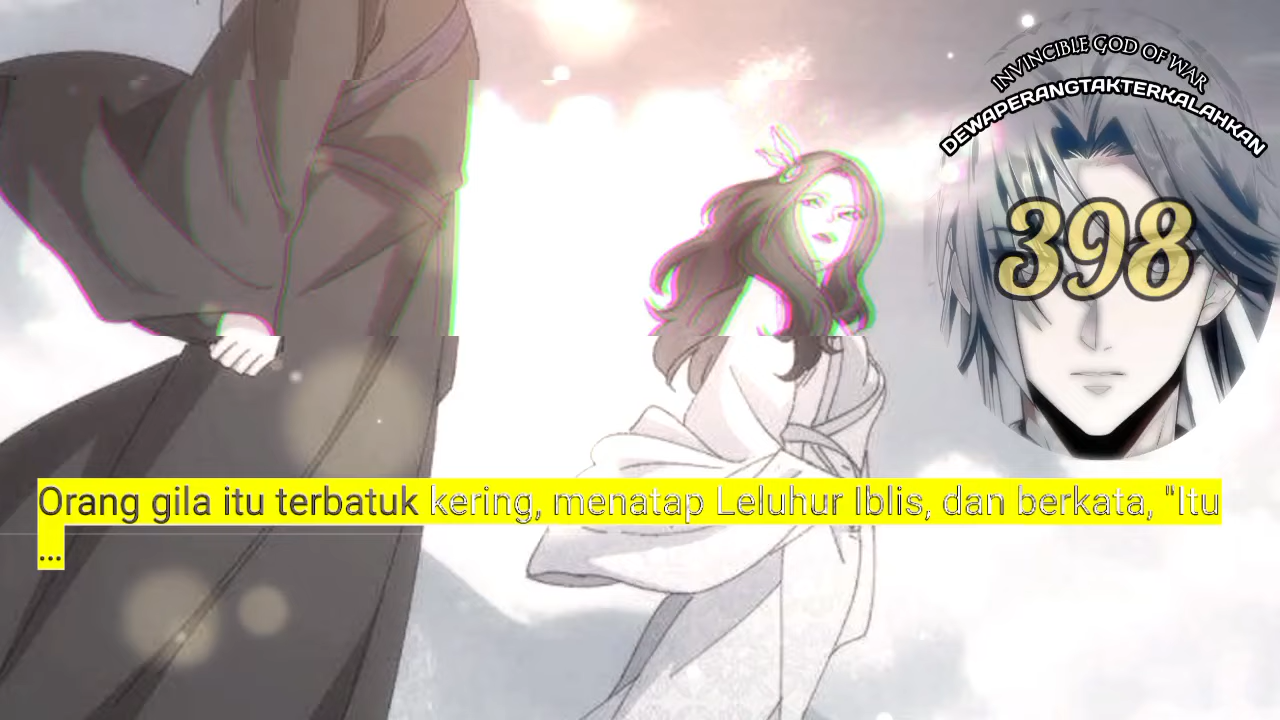 INVINCIBLE GOD OF WAR
DEWAPERANGTAKTERKALAHKAN
398
Orang gila itu terbatuk kering, menatap Leluhur Iblis, dan berkata, "Itu
...